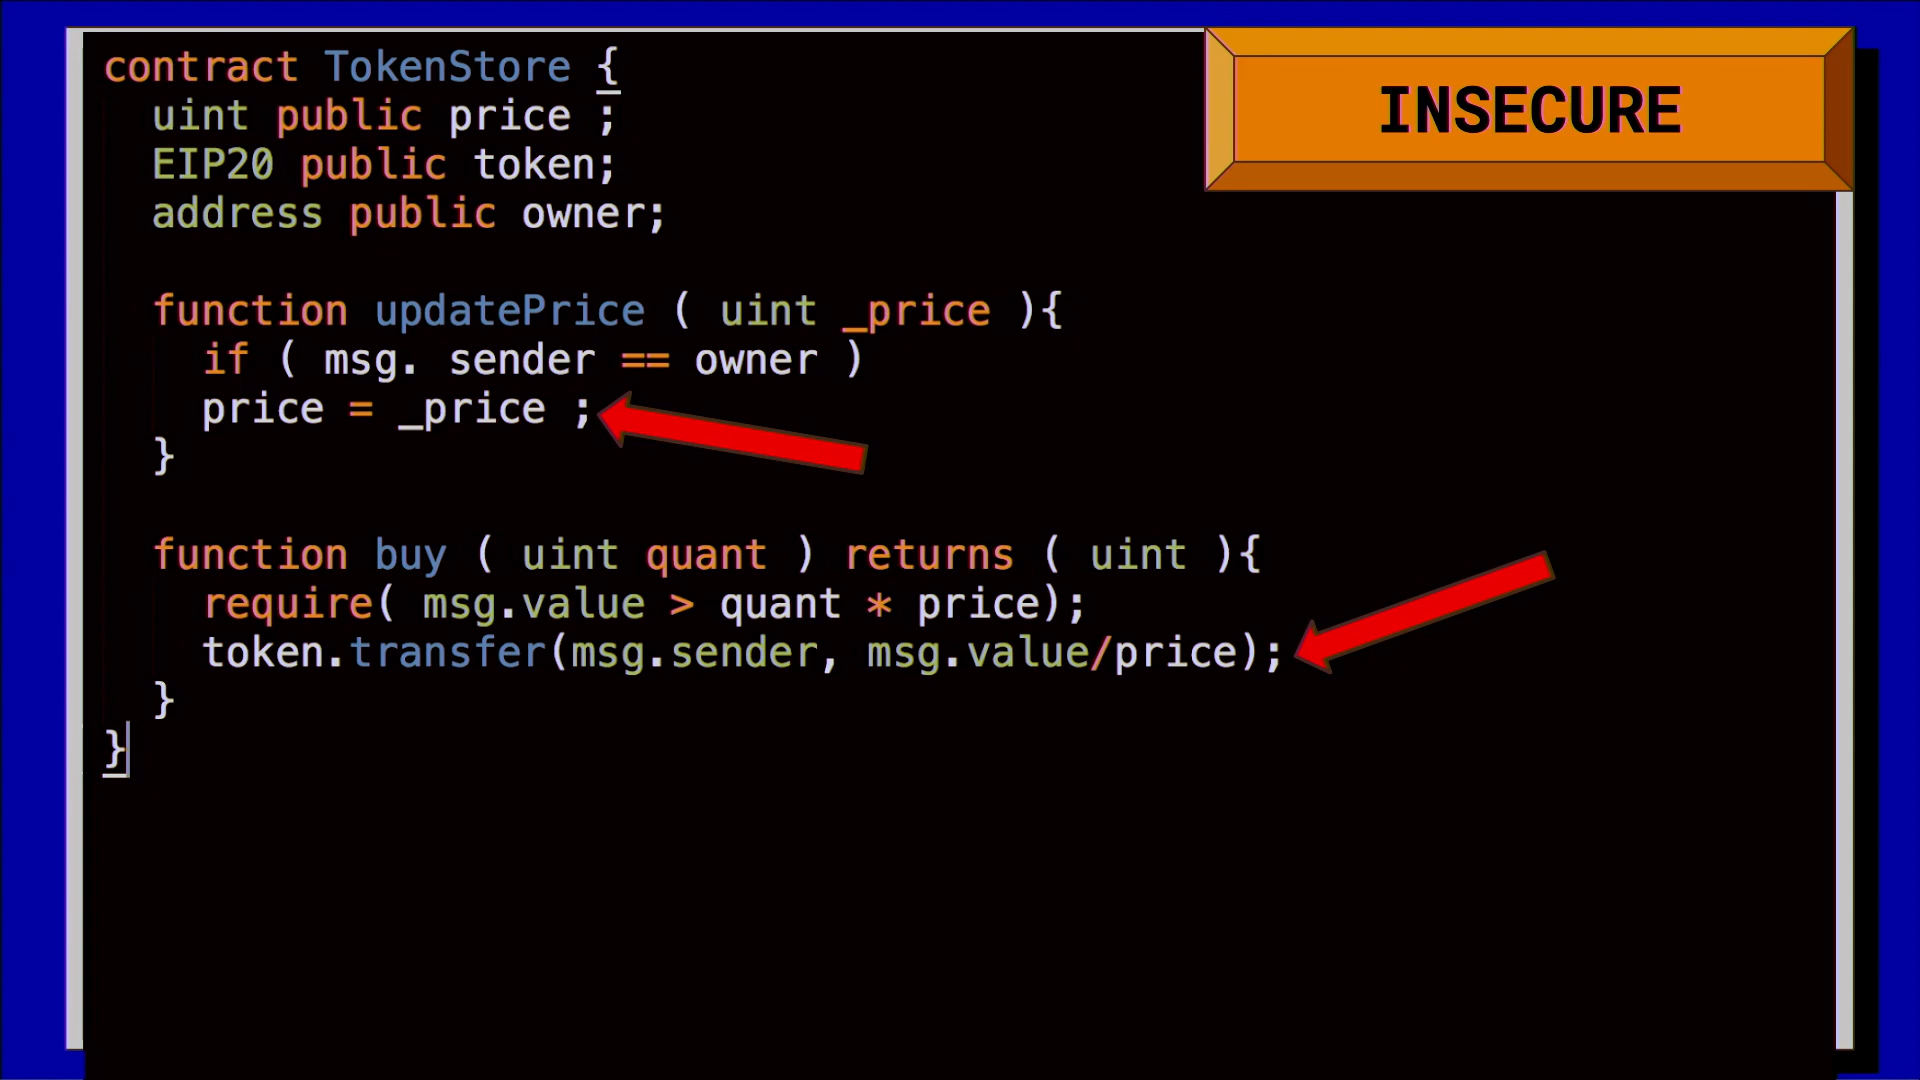 contract TokenStore {
uint public price ;
EIP20 public token;
address public owner;
function updatePrice ( uint _price ){
if ( msg. sender == owner )
price = _price ;
}
function buy ( uint quant ) returns ( uint ){
require( msg.value > quant * price);
token.transfer(msg.sender, msg.value/price);
}
}
INSECURE